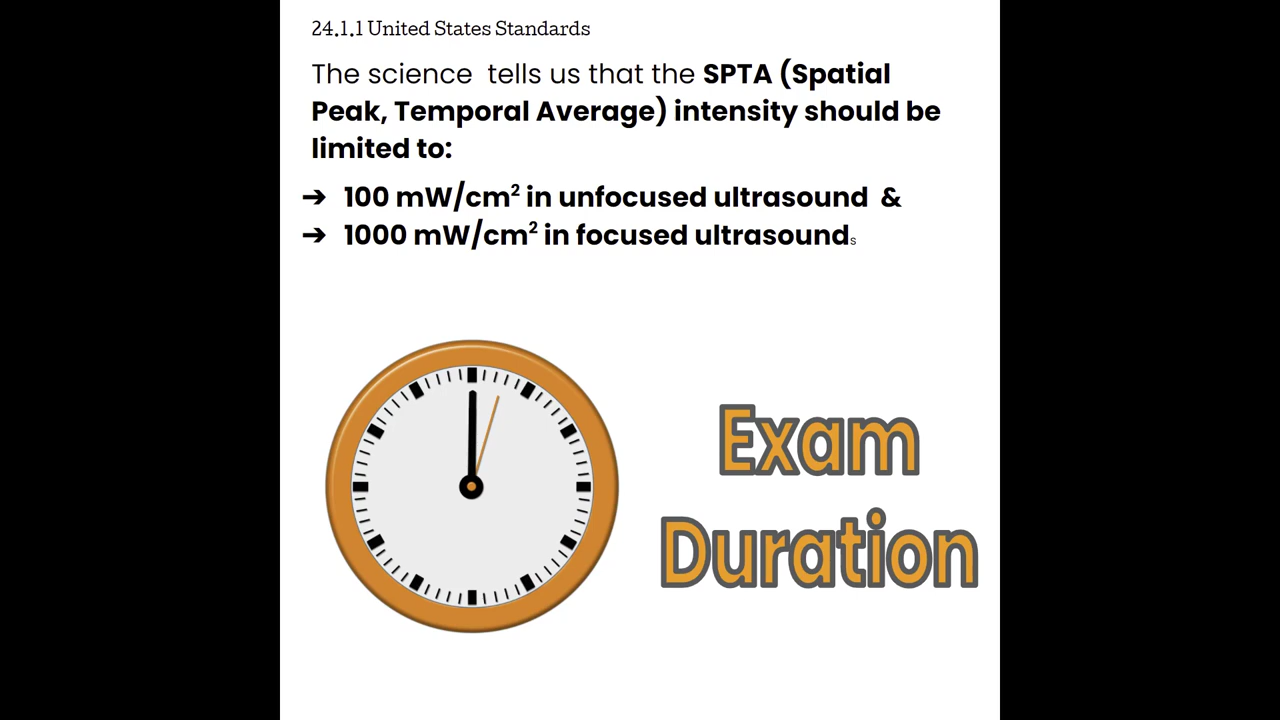 24.1.1 United States Standards
The science tells us that the SPTA (Spatial
Peak, Temporal Average) intensity should be
limited to:
➔ 100 mW/cm² in unfocused ultrasound &
➔ 1000 mW/cm² in focused ultrasounds
Exam
Duration